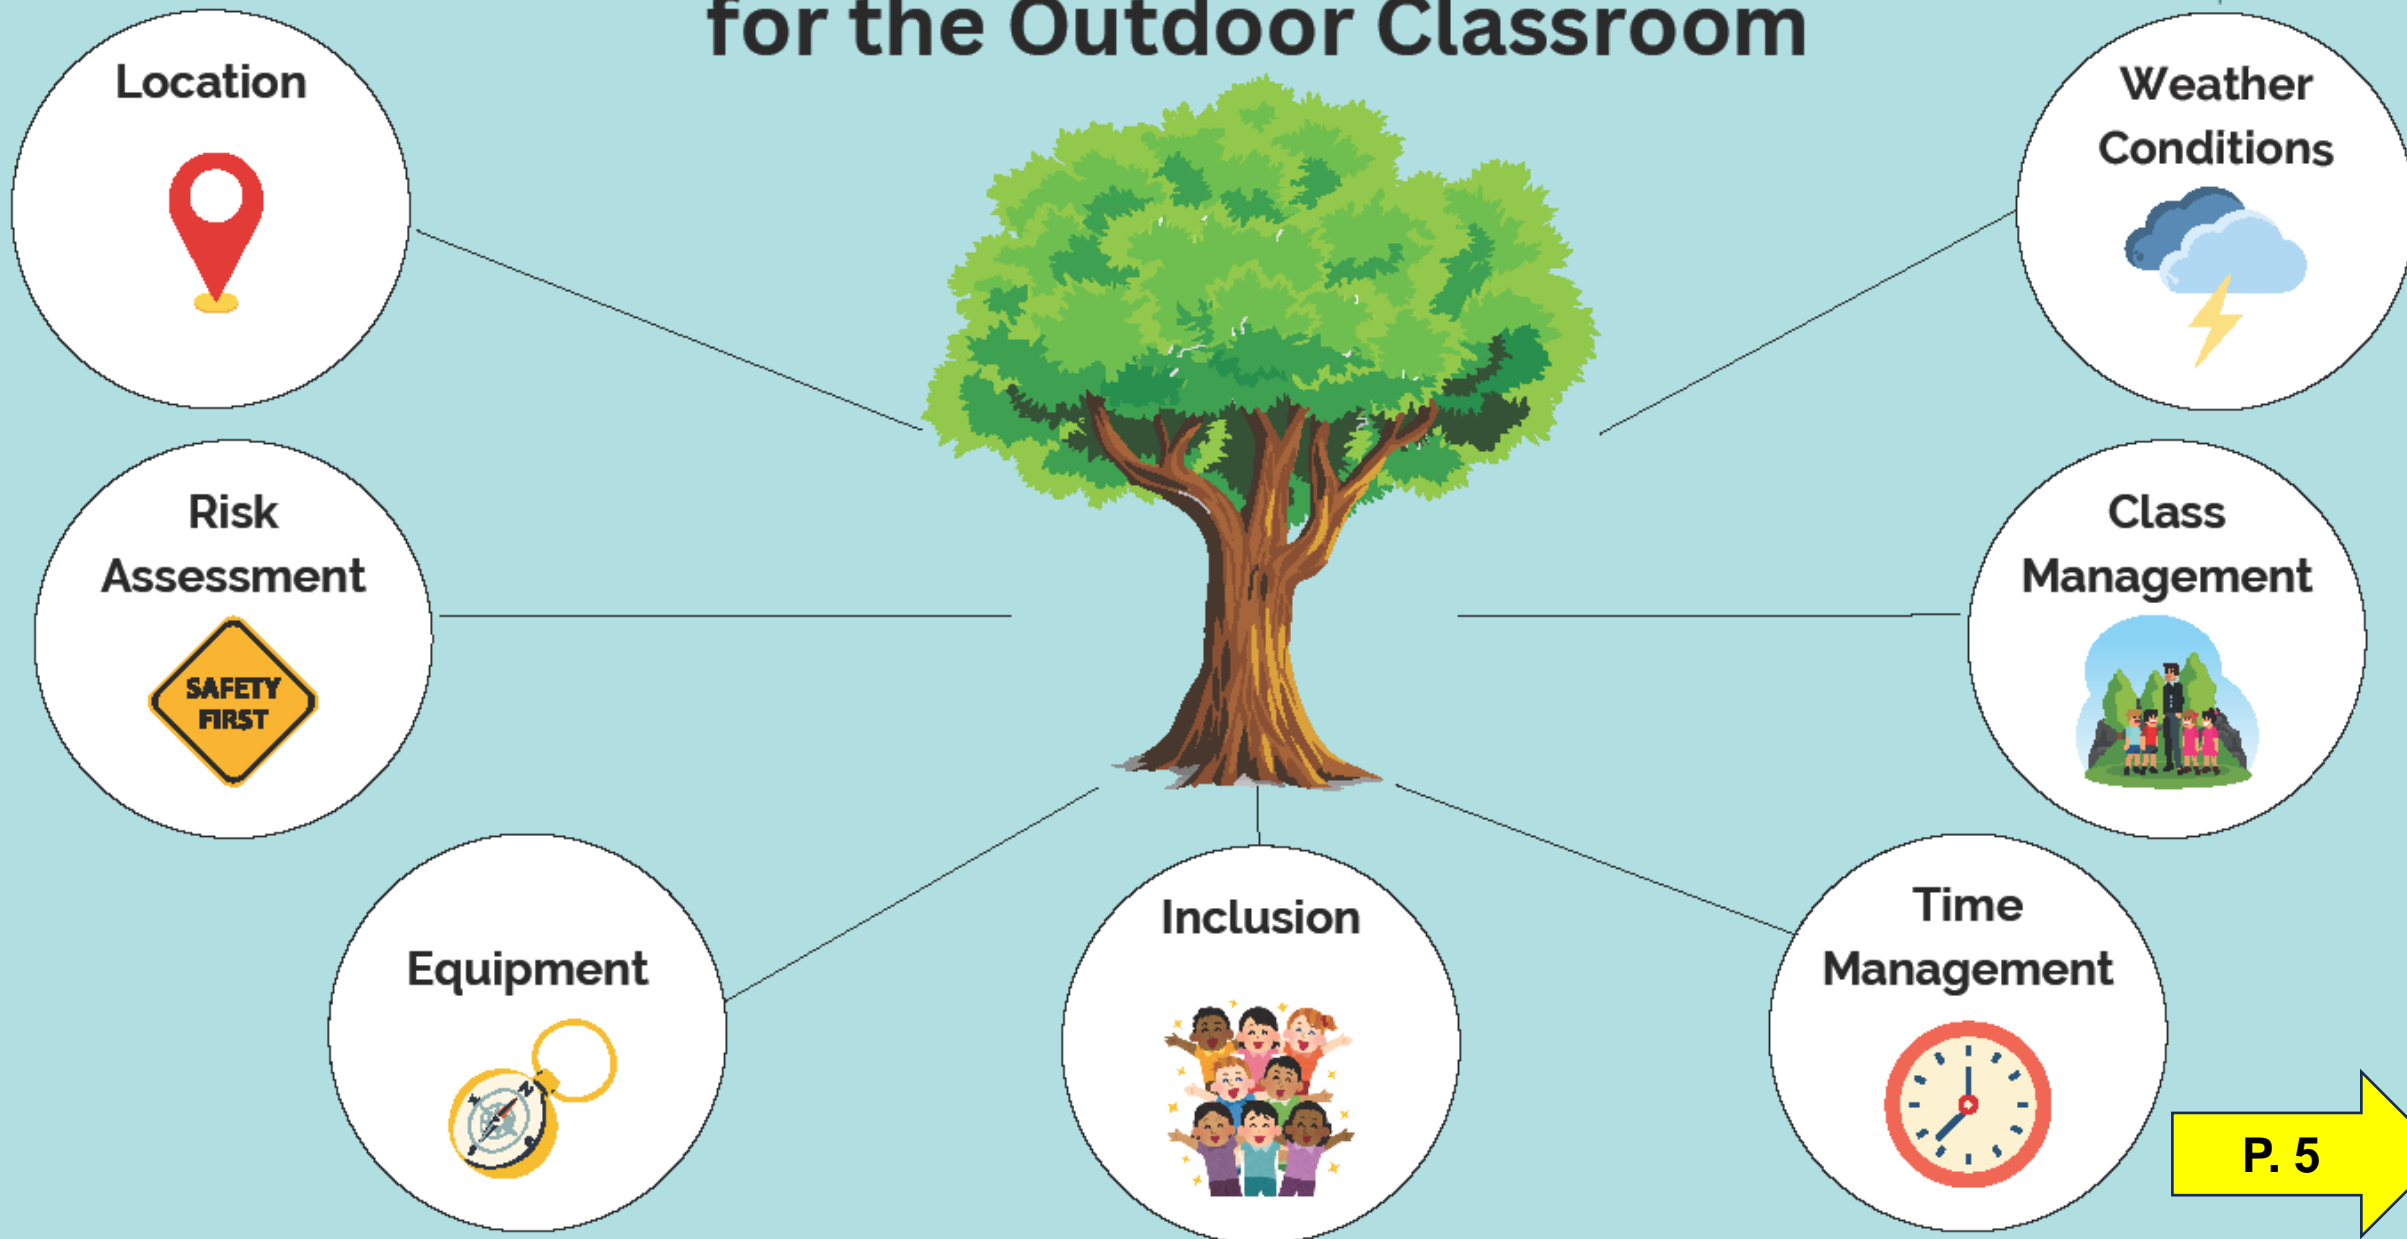 for the Outdoor Classroom
Location
Weather
Conditions
Risk
Assessment
SAFETY
FIRST
Class
Management
Equipment
N
Inclusion
Time
Management
P. 5